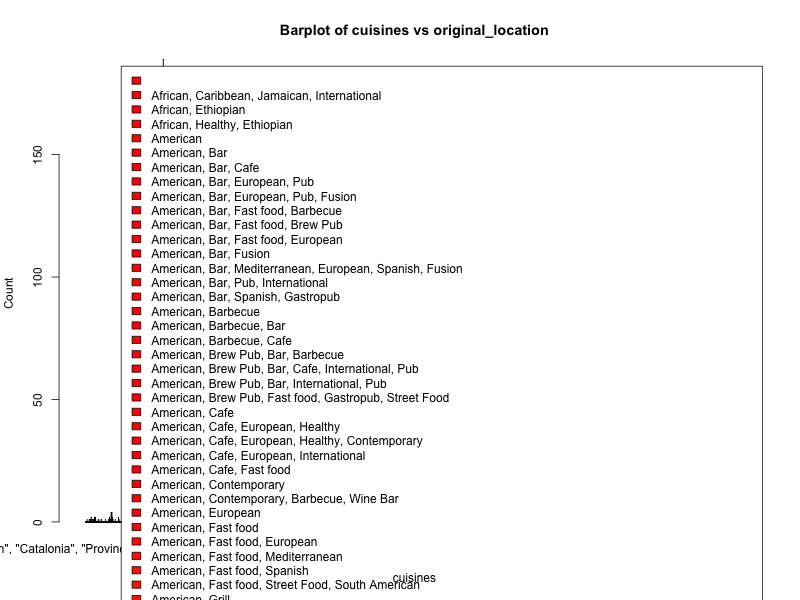 Barplot of cuisines vs original_location
African, Caribbean, Jamaican, International
African, Ethiopian
African, Healthy, Ethiopian
American
American, Bar
American, Bar, Cafe
American, Bar, European, Pub
American, Bar, European, Pub, Fusion
American, Bar, Fast food, Barbecue
American, Bar, Fast food, Brew Pub
American, Bar, Fast food, European
American, Bar, Fusion
American, Bar, Mediterranean, European, Spanish, Fusion
American, Bar, Pub, International
American, Bar, Spanish, Gastropub
American, Barbecue
American, Barbecue, Bar
American, Barbecue, Cafe
American, Brew Pub, Bar, Barbecue
American, Brew Pub, Bar, Cafe, International, Pub
American, Brew Pub, Bar, International, Pub
American, Brew Pub, Fast food, Gastropub, Street Food
American, Cafe
American, Cafe, European, Healthy
American, Cafe, European, Healthy, Contemporary
American, Cafe, European, International
American, Cafe, Fast food
American, Contemporary
American, Contemporary, Barbecue, Wine Bar
American, European
American, Fast food
American, Fast food, European
American, Fast food, Mediterranean
American, Fast food, Spanish
American, Fast food, Street Food, South American
American, Grill
150
100
50
0
Count
n", "Catalonia", "Provinc
cuisines